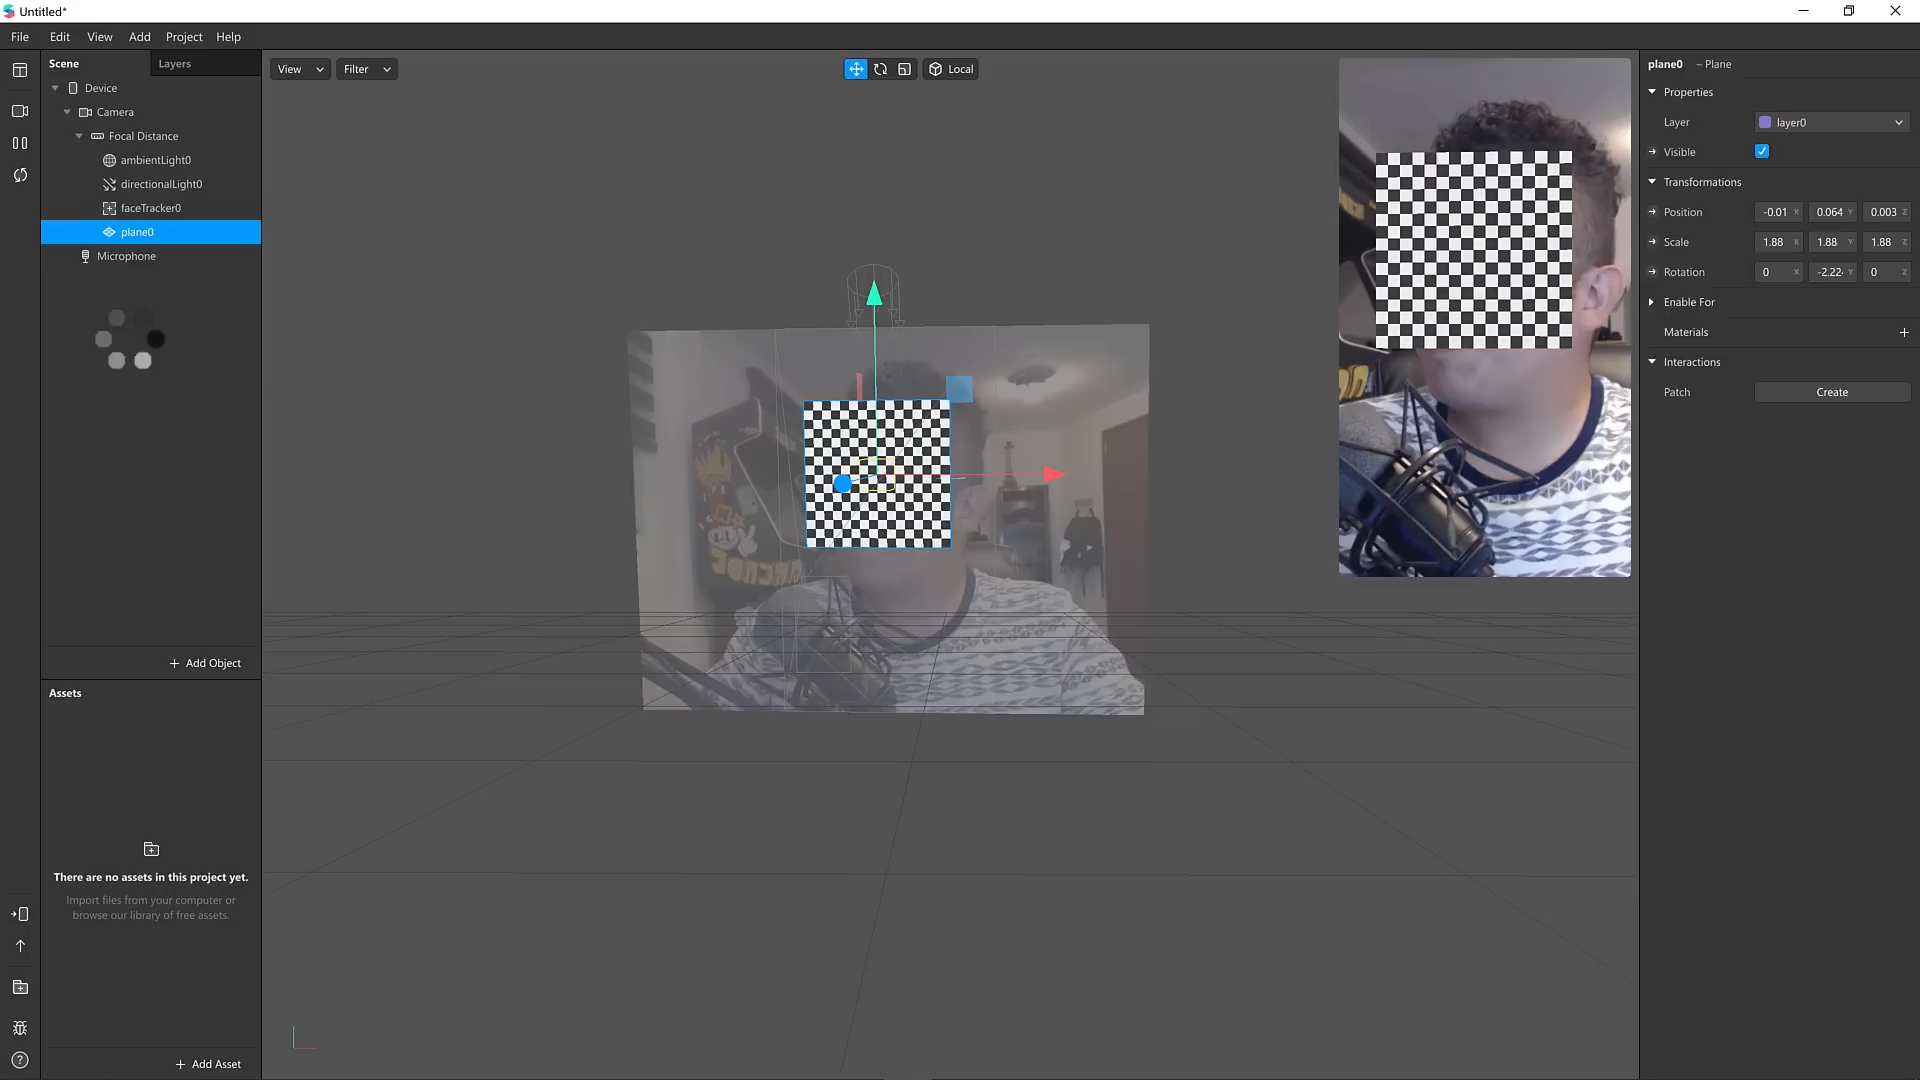 Untitled*
File Edit View Add Project Help
Scene Layers
Device
Camera
Focal Distance
ambientLight0
directionalLight0
faceTracker0
plane0
Microphone
+ Add Object
Assets
There are no assets in this project yet.
Import files from your computer or
browse our library of free assets.
+ Add Asset
View Filter Local
plane0 – Plane
Properties
Layer layer0
Visible
Transformations
Position -0.01 X 0.064 Y 0.003 Z
Scale 1.88 X 1.88 Y 1.88 Z
Rotation 0 X -2.22 Y 0 Z
Enable For
Materials +
Interactions
Patch Create